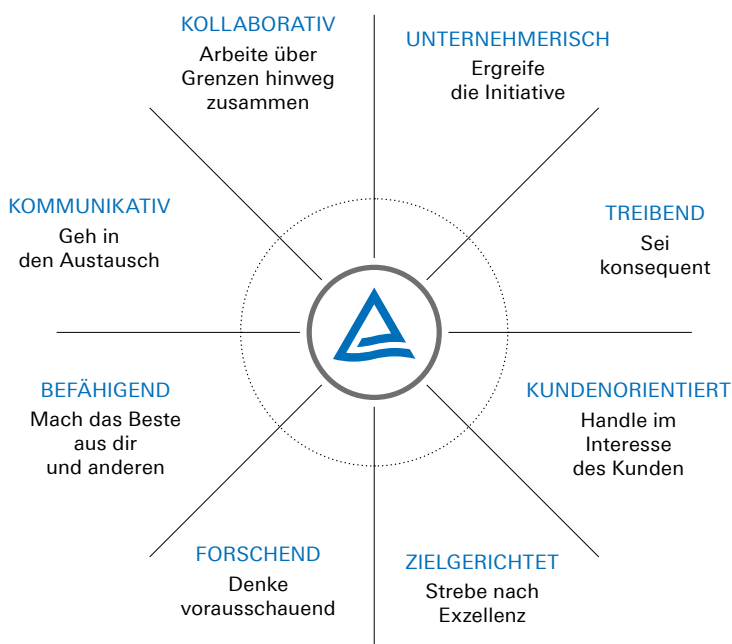 KOLLABORATIV
Arbeite über
Grenzen hinweg
zusammen
UNTERNEHMERISCH
Ergreife
die Initiative
TREIBEND
Sei
konsequent
KUNDENORIENTIERT
Handle im
Interesse
des Kunden
ZIELGERICHTET
Strebe nach
Exzellenz
FORSCHEND
Denke
vorausschauend
BEFÄHIGEND
Mach das Beste
aus dir
und anderen
KOMMUNIKATIV
Geh in
den Austausch